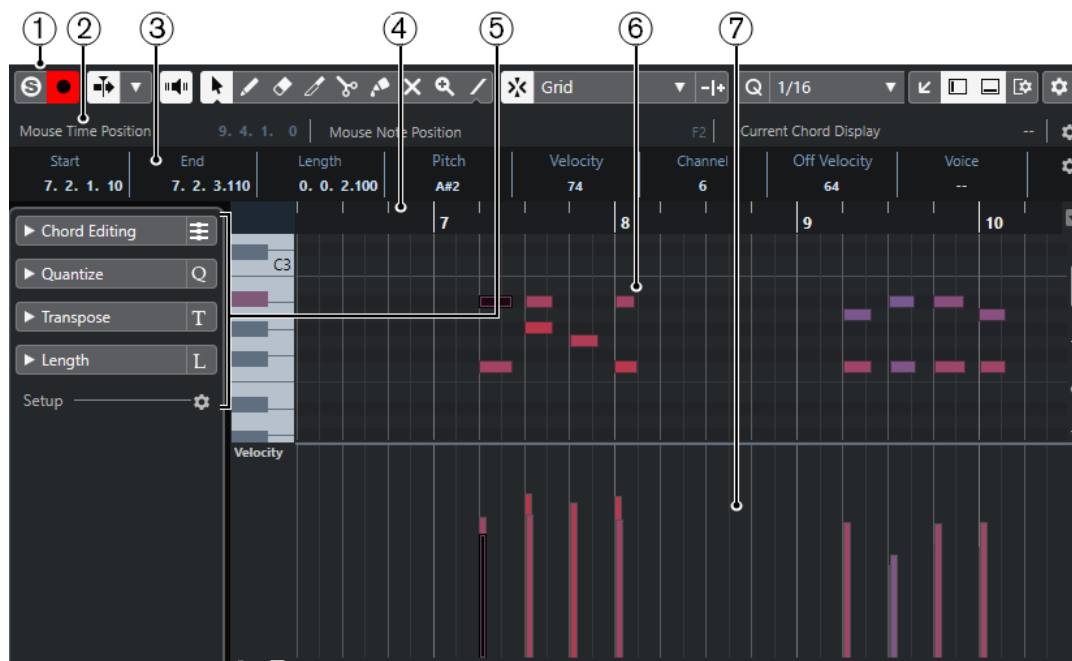 ① ② ③ ④ ⑤ ⑥ ⑦
S Grid Q 1/16
Mouse Time Position 9. 4. 1. 0 Mouse Note Position F2 Current Chord Display --
Start End Length Pitch Velocity Channel Off Velocity Voice
7. 2. 1. 10 7. 2. 3.110 0. 0. 2.100 A#2 74 6 64 --
7 8 9 10
Chord Editing
C3
Quantize Q
Transpose T
Length L
Setup
Velocity